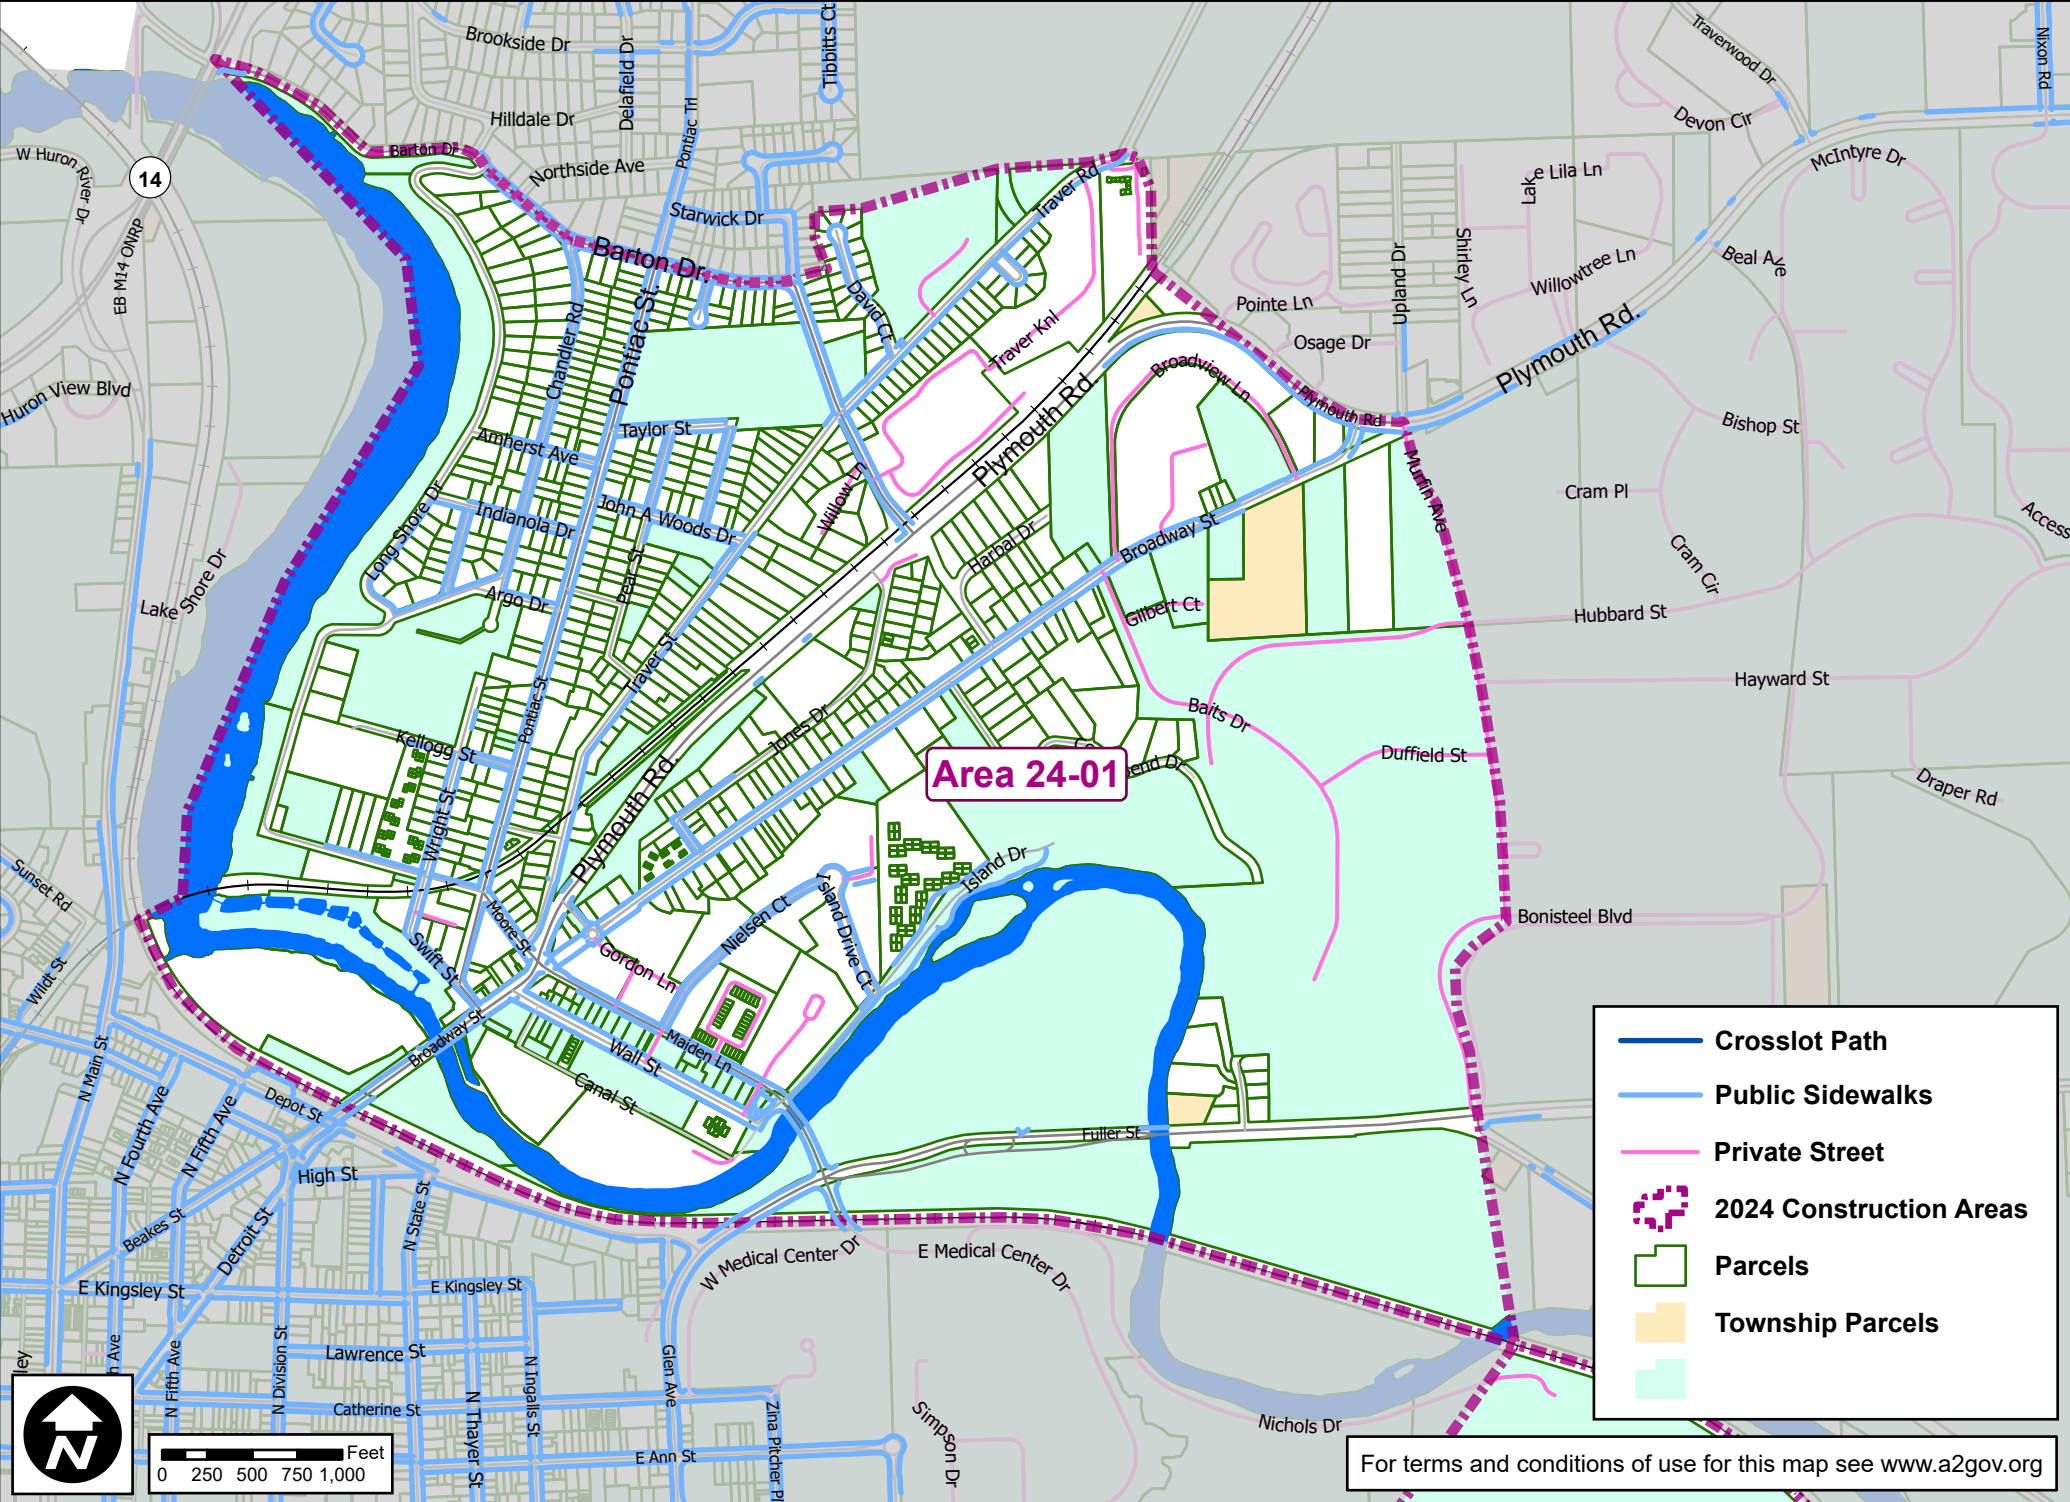 Brookside Dr
Delafield Dr
Tibbitts Ct
Traverwood Dr
Nixon Rd
Hilldale Dr
Pontiac Trl
Devon Cir
McIntyre Dr
W Huron River Dr
14
Barton Dr
Northside Ave
Traver Rd
Lake Lila Ln
Starwick Dr
EB M14 ONRP
Barton Dr.
Upland Dr
Shirley Ln
Willowtree Ln
Beal Ave
David Ct
Pointe Ln
Chandler Rd
Pontiac St.
Traver Knl
Osage Dr
Plymouth Rd.
Huron View Blvd
Broadview Ln
Plymouth Rd
Plymouth Rd.
Taylor St
Amherst Ave
Bishop St
Murfin Ave
Willow Ln
Cram Pl
Long Shore Dr
Indianola Dr
John A Woods Dr
Harbal Dr
Broadway St
Access
Cram Cir
Lake Shore Dr
Argo Dr
Pear St
Gilbert Ct
Hubbard St
Traver St
Hayward St
Pontiac St
Baits Dr
Jones Dr
Kellogg St
Duffield St
Area 24-01
Draper Rd
Wright St
Plymouth Rd.
Sunset Rd
Island Dr
Island Drive Ct
Nielsen Ct
Bonisteel Blvd
Moore St
Swift St
Gordon Ln
Wildt St
Broadway St
Maiden Ln
Wall St
N Main St
Canal St
Depot St
N Fourth Ave
N Fifth Ave
Fuller St
High St
N State St
Beakes St
Detroit St
W Medical Center Dr
E Medical Center Dr
E Kingsley St
E Kingsley St
Lawrence St
N Fifth Ave
N Division St
N Ingalls St
Glen Ave
Catherine St
N Thayer St
Zina Pitcher Pl
Simpson Dr
Nichols Dr
E Ann St
Crosslot Path
Public Sidewalks
Private Street
2024 Construction Areas
Parcels
Township Parcels
N
Feet
0 250 500 750 1,000
For terms and conditions of use for this map see www.a2gov.org